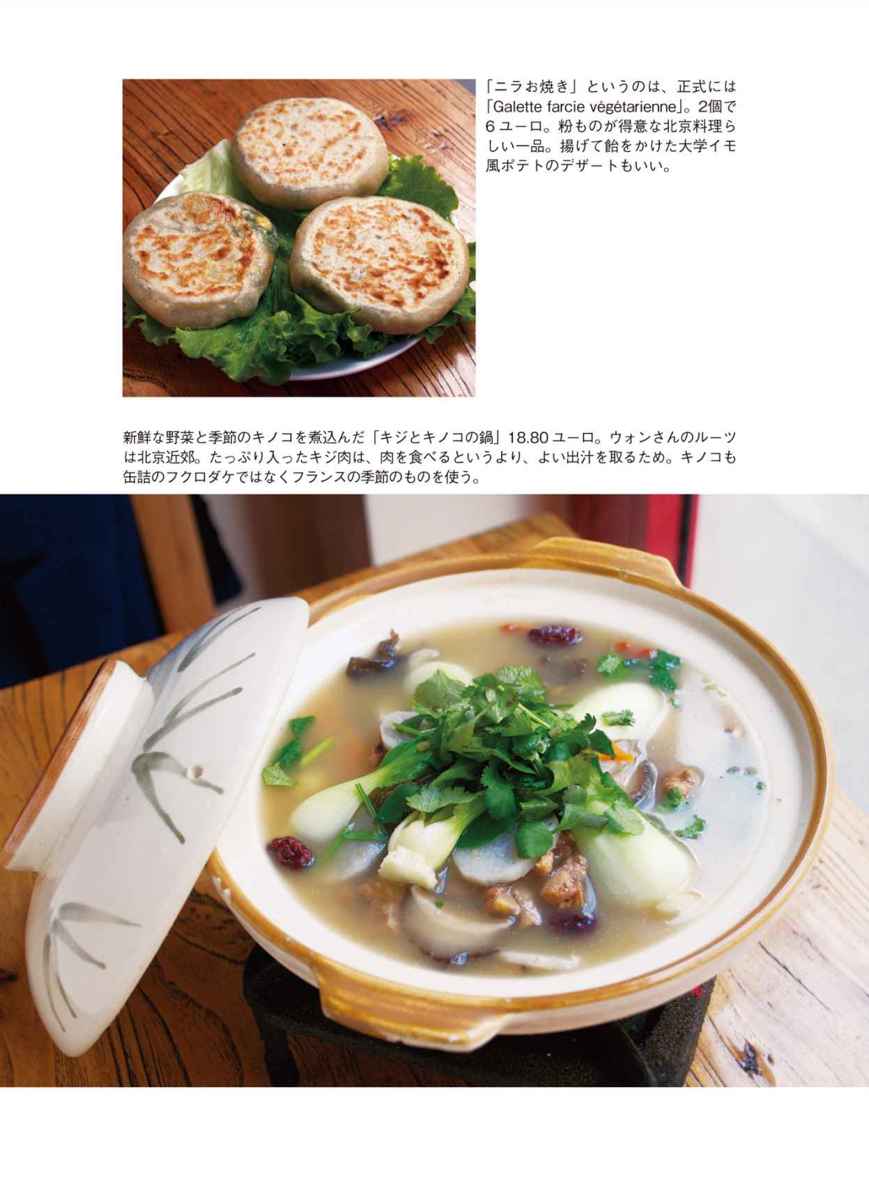 「ニラお焼き」というのは、正式には
「Galette farcie végétarienne」。2個で
6 ユーロ。粉ものが得意な北京料理ら
しい一品。揚げて飴をかけた大学イモ
風ポテトのデザートもいい。
新鮮な野菜と季節のキノコを煮込んだ「キジとキノコの鍋」18.80 ユーロ。ウォンさんのルーツ
は北京近郊。たっぷり入ったキジ肉は、肉を食べるというより、よい出汁を取るため。キノコも
缶詰のフクロダケではなくフランスの季節のものを使う。